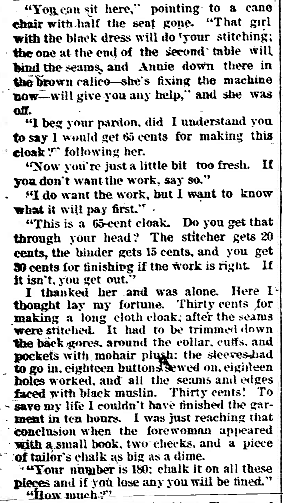 "You can sit here," pointing to a cane
chair with half the seat gone. "That girl
with the black dress will do your stitching;
the one at the end of the second table will
bind the seams, and Annie down there in
the brown calico—she's fixing the machine
now—will give you any help," and she was
off.
"I beg your pardon, did I understand you
to say I would get 65 cents for making this
cloak?" following her.
"Now you're just a little bit too fresh. If
you don't want the work, say so."
"I do want the work, but I want to know
what it will pay first."
"This is a 65-cent cloak. Do you get that
through your head? The stitcher gets 20
cents, the binder gets 15 cents, and you get
30 cents for finishing if the work is right. If
it isn't, you get out."
I thanked her and was alone. Here I
thought lay my fortune. Thirty cents for
making a long cloth cloak; after the seams
were stitched. It had to be trimmed down
the back gores, around the collar, cuffs, and
pockets with mohair plush; the sleeves had
to go in, eighteen buttons sewed on, eighteen
holes worked, and all the seams and edges
faced with black muslin. Thirty cents! To
save my life I couldn't have finished the gar-
ment in ten hours. I was just reaching that
conclusion when the forewoman appeared
with a small book, two checks, and a piece
of tailor's chalk as big as a dime.
"Your number is 180; chalk it on all these
pieces and if you lose any you will be fined."
"How much?"